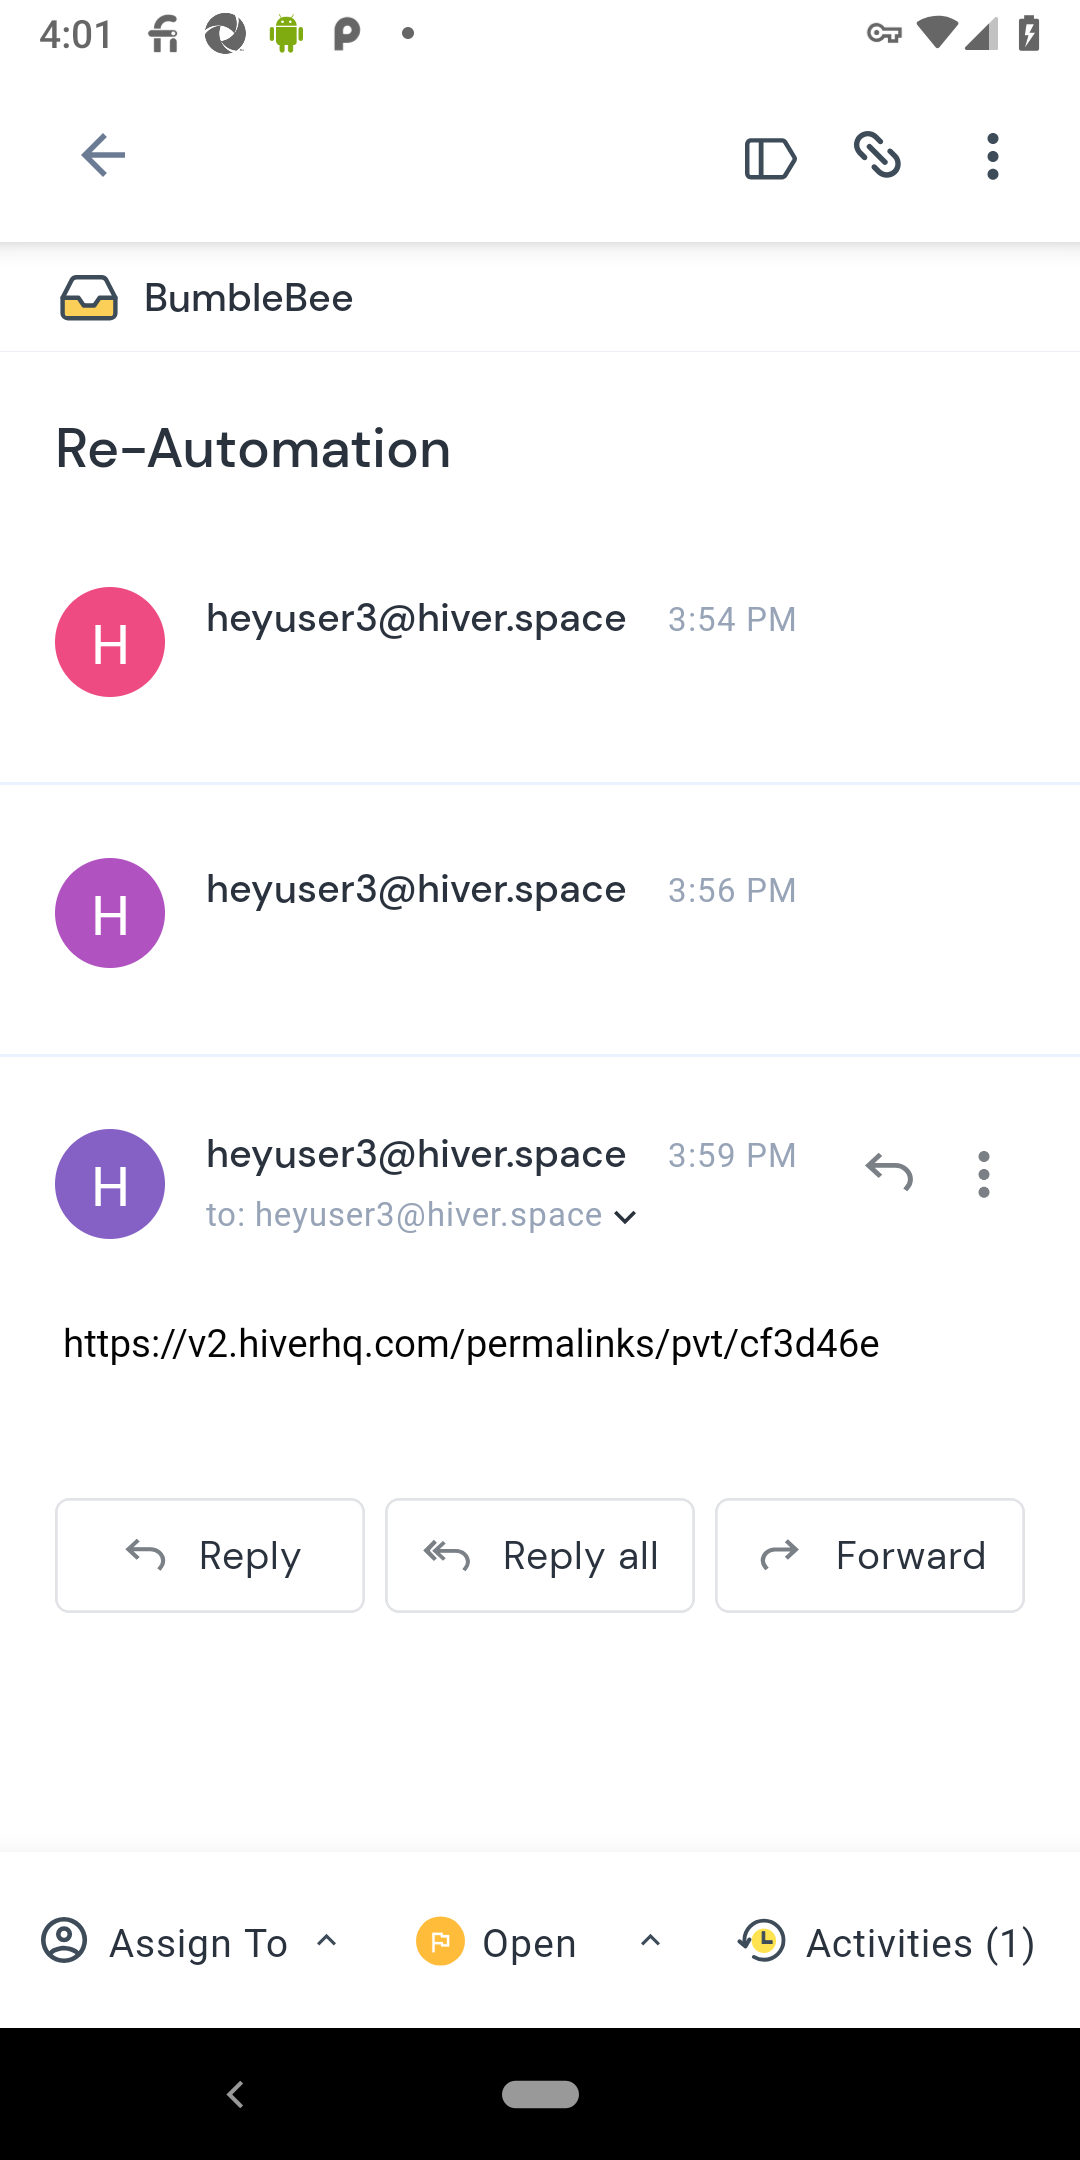 4:01
BumbleBee
Re-Automation
H
heyuser3@hiver.space 3:54 PM
H
heyuser3@hiver.space 3:56 PM
H
heyuser3@hiver.space 3:59 PM
to: heyuser3@hiver.space
https://v2.hiverhq.com/permalinks/pvt/cf3d46e
Reply Reply all Forward
Assign To Open Activities (1)